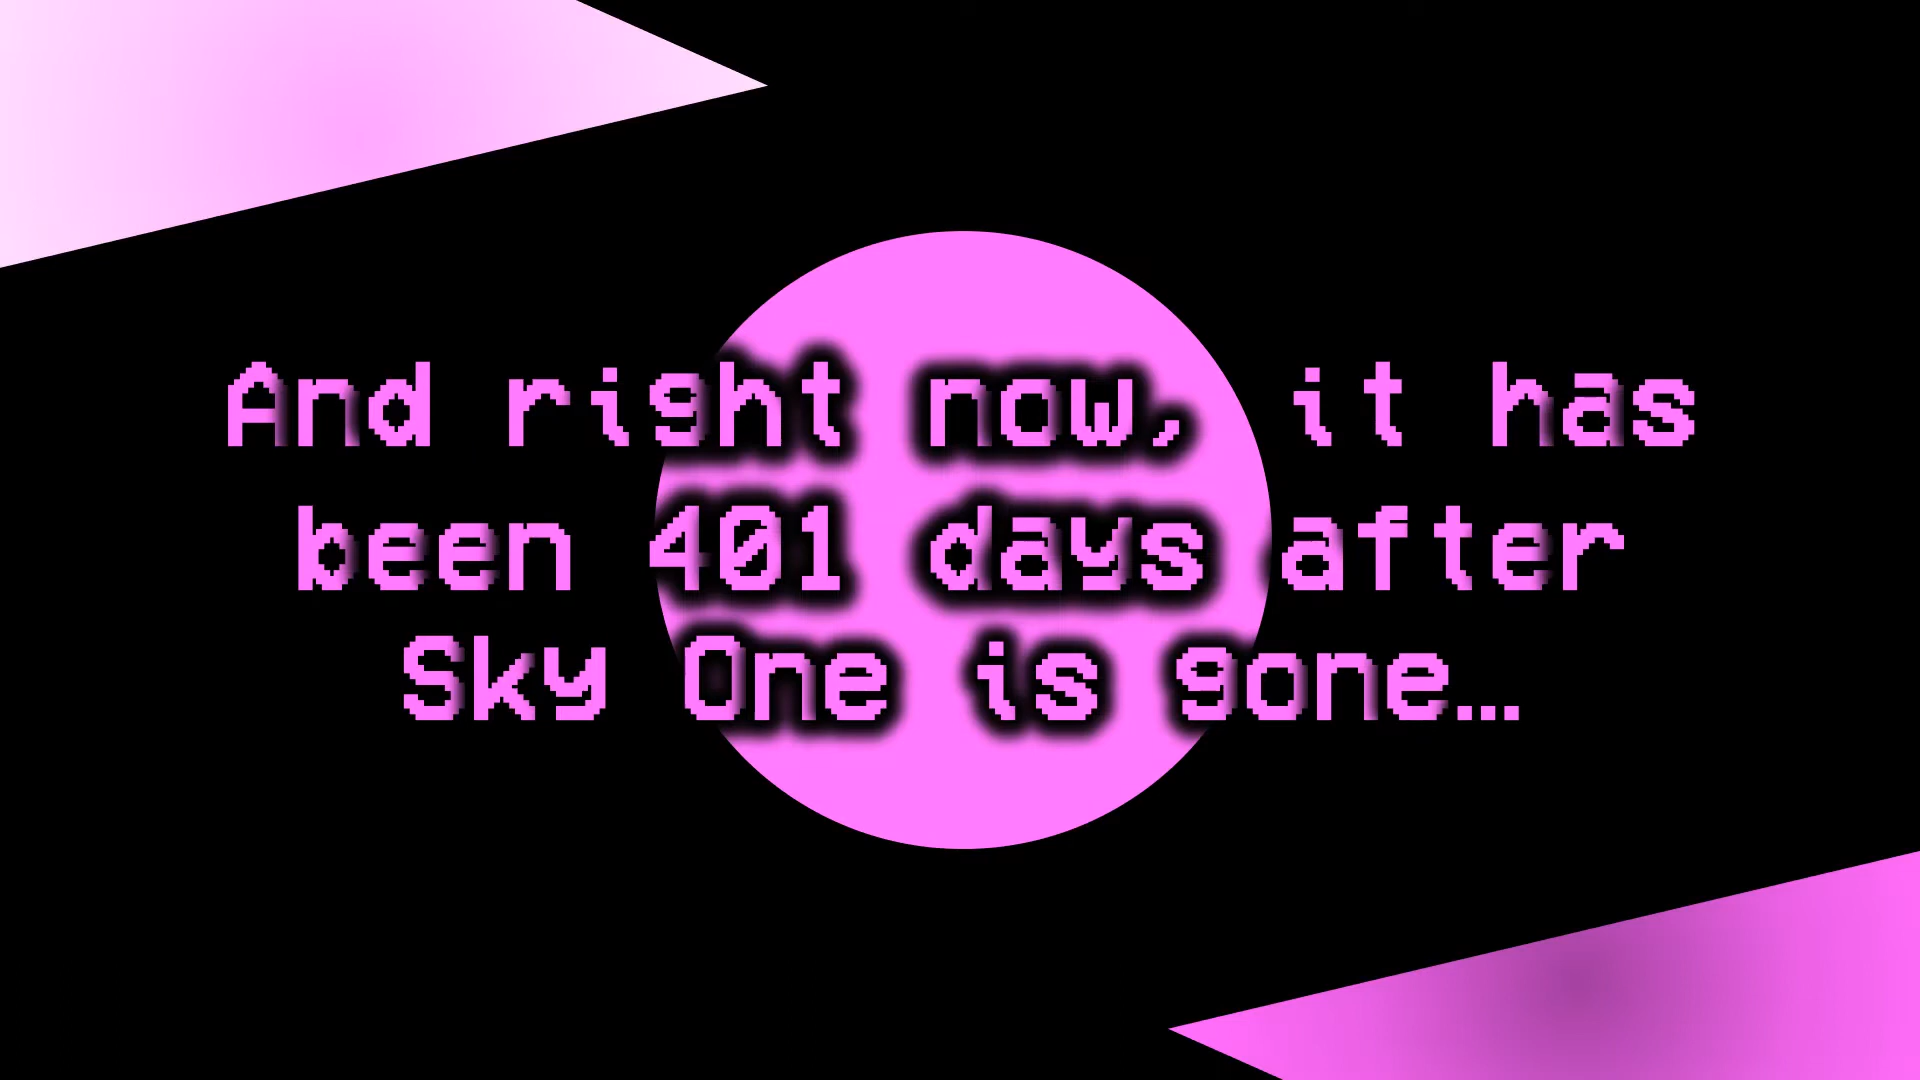 And right now, it has
been 401 days after
Sky One is gone…